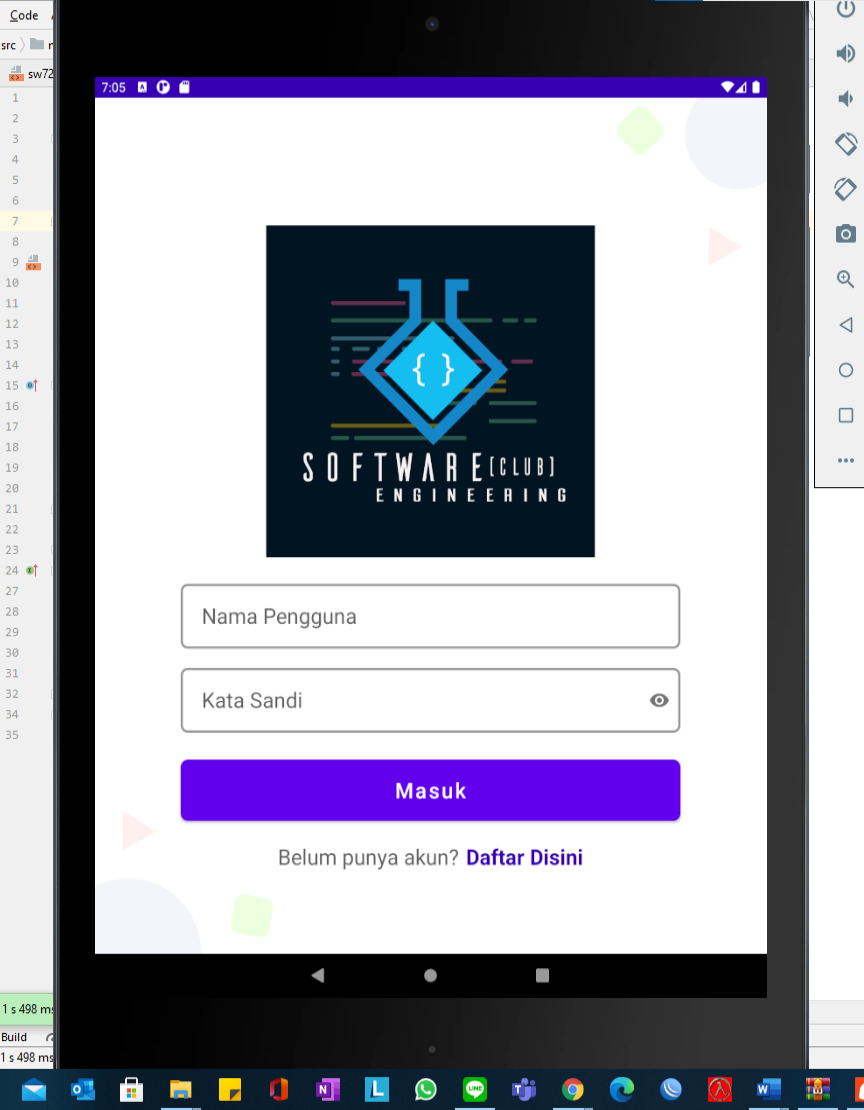 Code
src
sw72
1
2
3
4
5
6
7
8
9
10
11
12
13
14
15
16
17
18
19
20
21
22
23
24
27
28
29
30
31
32
34
35
7:05
{ }
SOFTWARE [CLUB]
ENGINEERING
Nama Pengguna
Kata Sandi
Masuk
Belum punya akun? Daftar Disini
1 s 498 ms
Build
1 s 498 ms